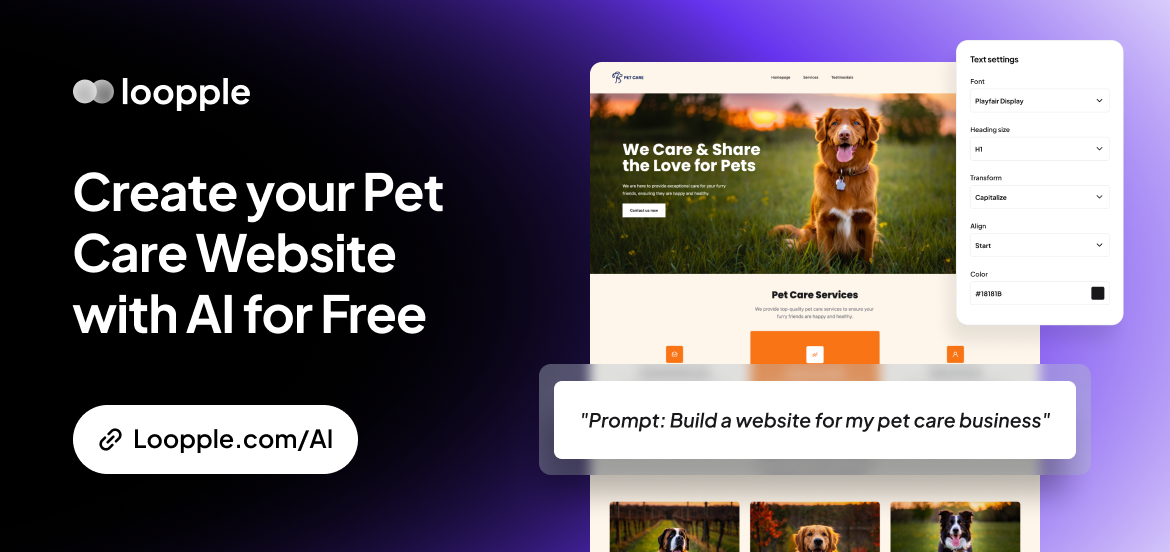 loopple
Create your Pet
Care Website
with AI for Free
Loopple.com/AI
PET CARE
Homepage
Services
Testimonials
We Care & Share
the Love for Pets
We are here to provide exceptional care for your furry
friends, ensuring they are happy and healthy.
Contact us now
Pet Care Services
We provide top-quality pet care services to ensure your
furry friends are happy and healthy.
Text settings
Font
Playfair Display
Heading size
H1
Transform
Capitalize
Align
Start
Color
#18181B
"Prompt: Build a website for my pet care business"